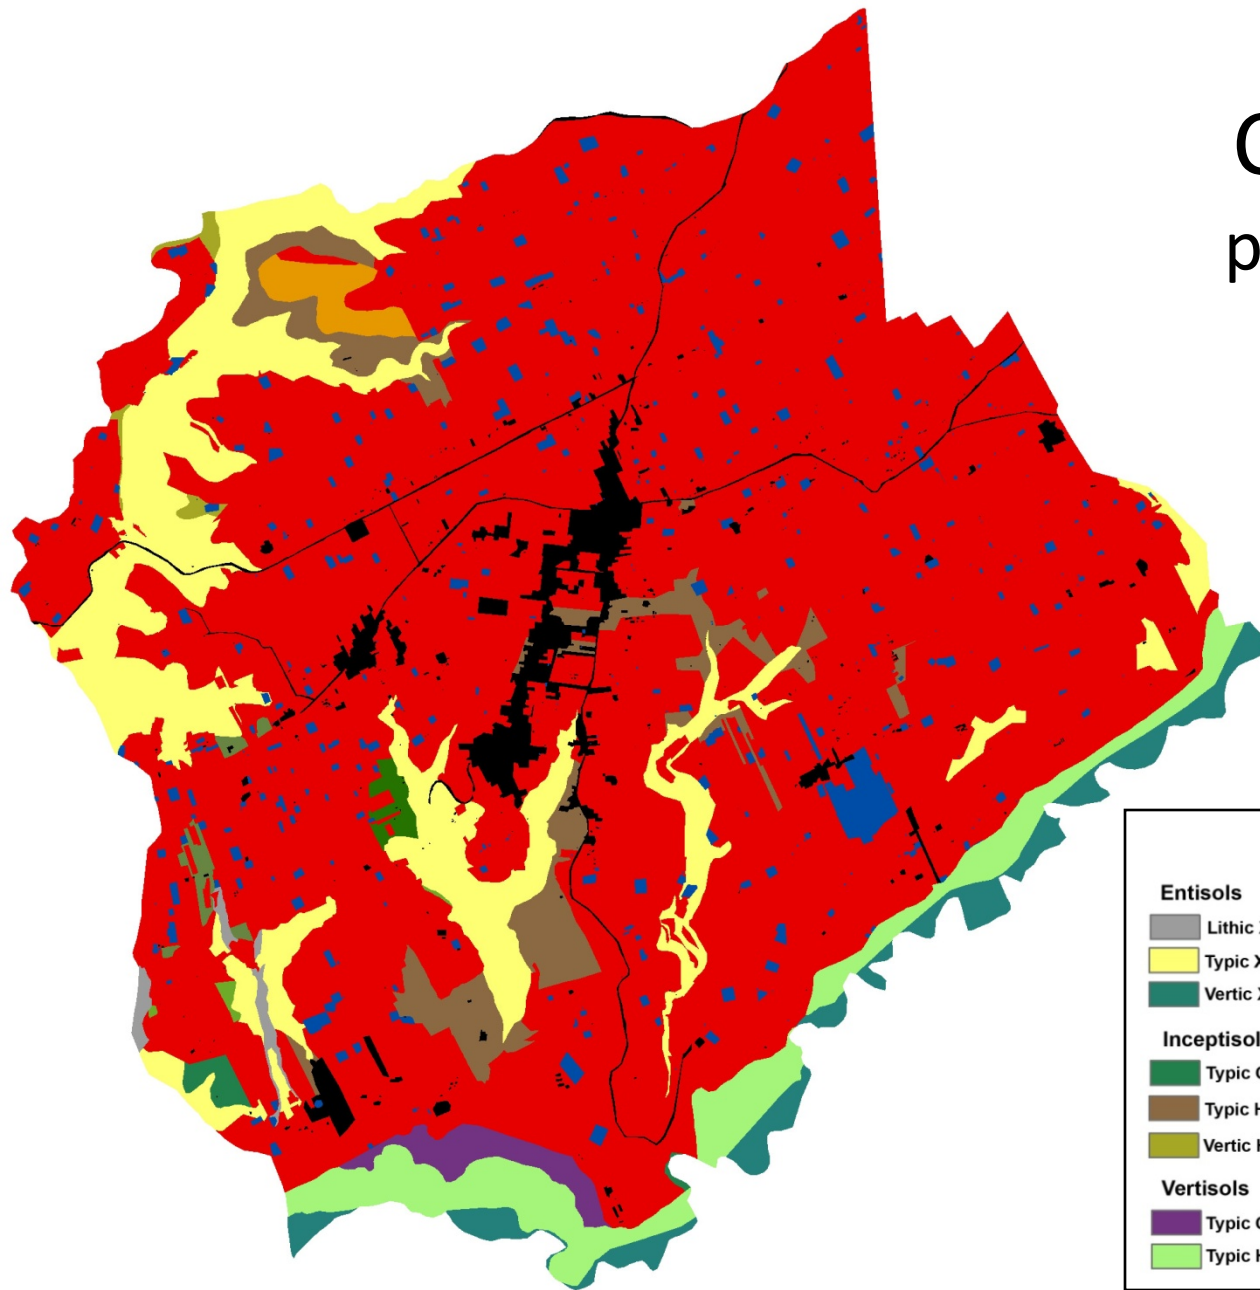 C
p
Entisols
Lithic
Typic X
Vertic X
Inceptisol
Typic
Typic H
Vertic H
Vertisols
Typic
Typic H